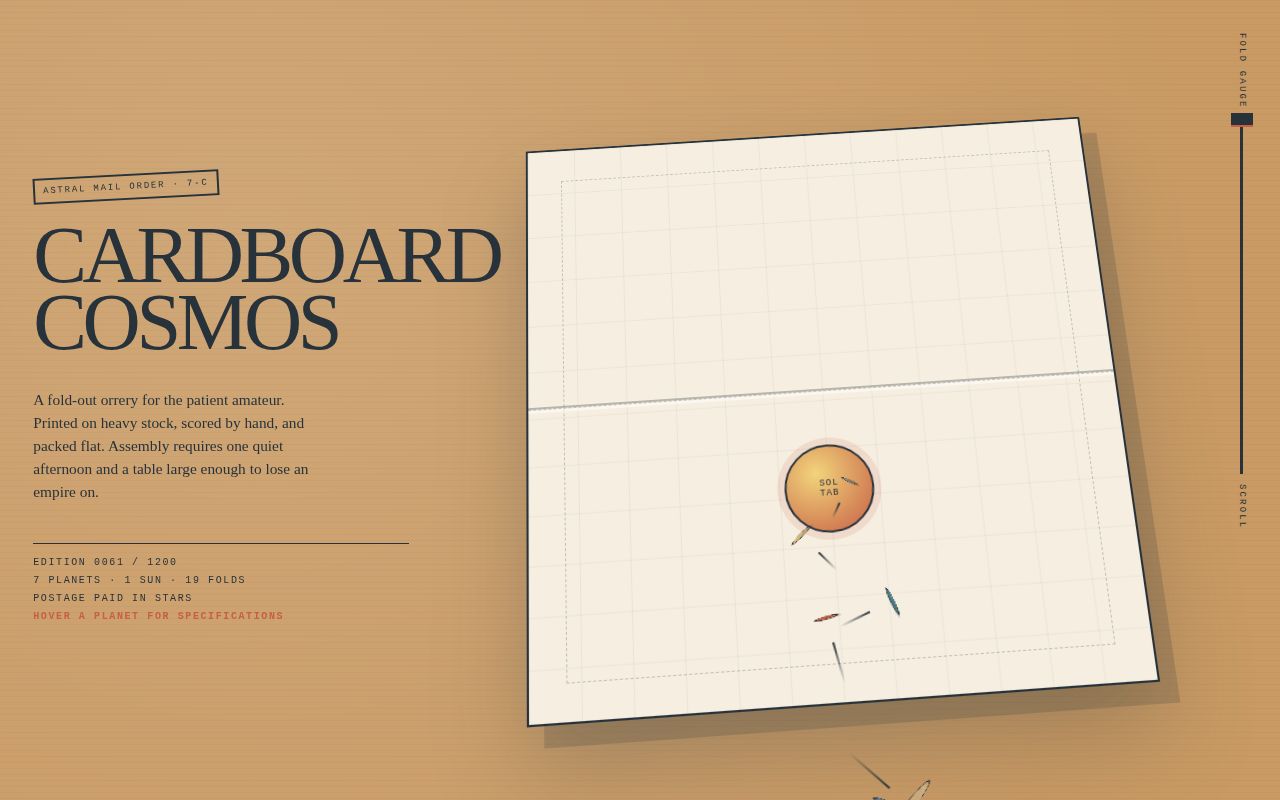 ASTRAL MAIL ORDER · 7-C
CARDBOARD
COSMOS
A fold-out orrery for the patient amateur.
Printed on heavy stock, scored by hand, and
packed flat. Assembly requires one quiet
afternoon and a table large enough to lose an
empire on.
EDITION 0061 / 1200
7 PLANETS · 1 SUN · 19 FOLDS
POSTAGE PAID IN STARS
HOVER A PLANET FOR SPECIFICATIONS
SOL
TAB
FOLD GAUGE
SCROLL